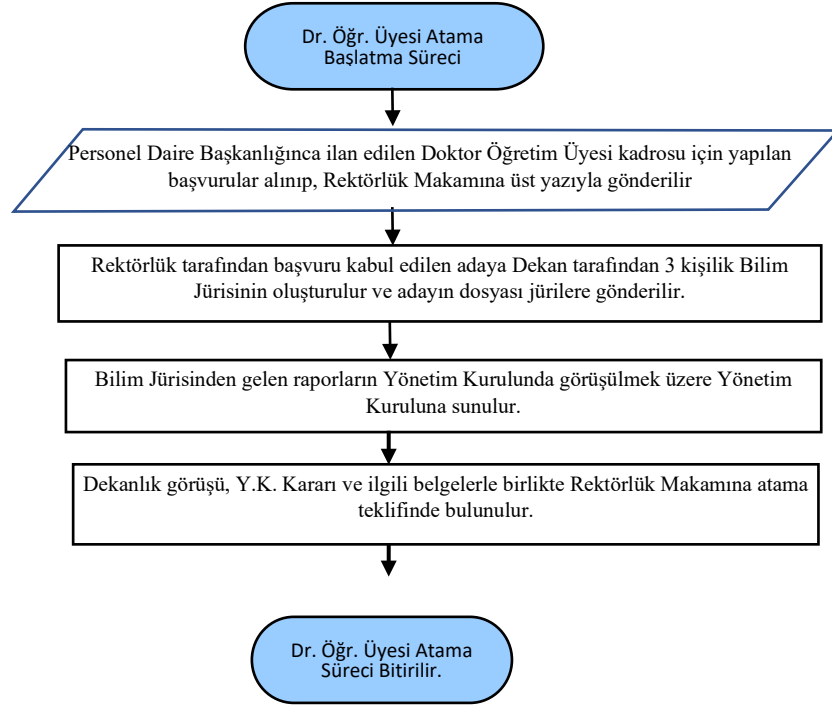 Dr. Öğr. Üyesi Atama
Başlatma Süreci
Personel Daire Başkanlığınca ilan edilen Doktor Öğretim Üyesi kadrosu için yapılan
başvurular alınıp, Rektörlük Makamına üst yazıyla gönderilir
Rektörlük tarafından başvuru kabul edilen adaya Dekan tarafından 3 kişilik Bilim
Jürisinin oluşturulur ve adayın dosyası jürilere gönderilir.
Bilim Jürisinden gelen raporların Yönetim Kurulunda görüşülmek üzere Yönetim
Kuruluna sunulur.
Dekanlık görüşü, Y.K. Kararı ve ilgili belgelerle birlikte Rektörlük Makamına atama
teklifinde bulunulur.
Dr. Öğr. Üyesi Atama
Süreci Bitirilir.